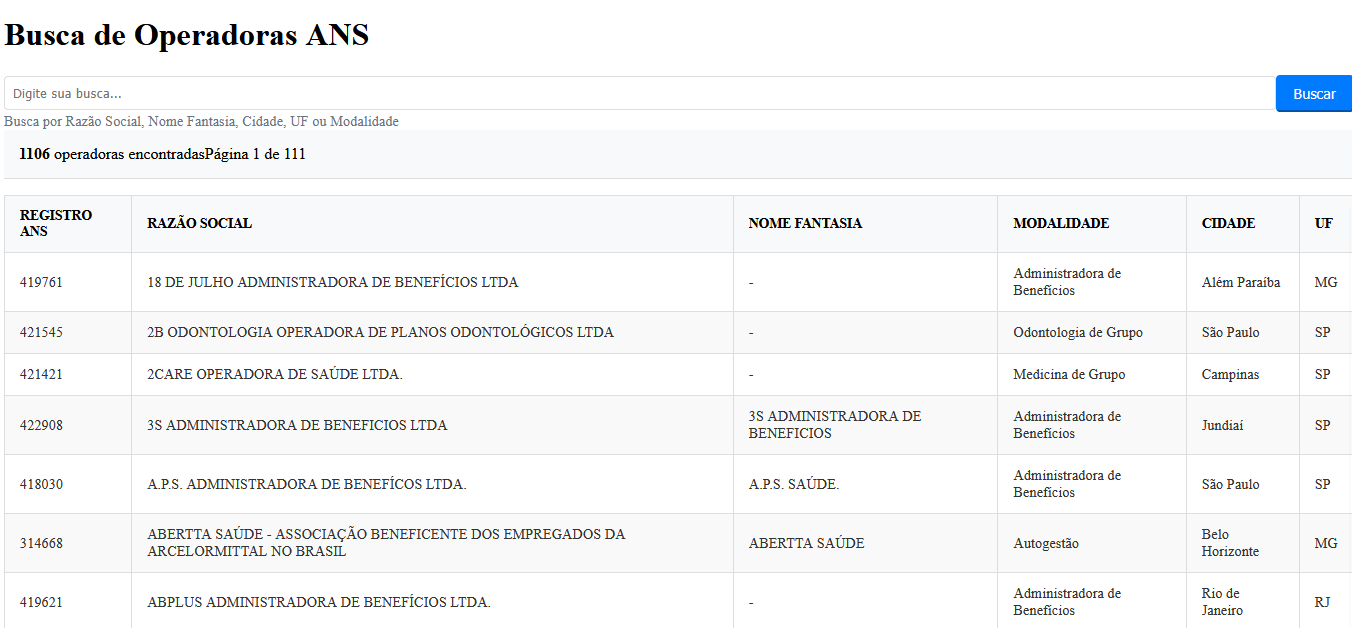 Busca de Operadoras ANS
Digite sua busca...
Buscar
Busca por Razão Social, Nome Fantasia, Cidade, UF ou Modalidade
1106 operadoras encontradasPágina 1 de 111
REGISTRO
ANS
RAZÃO SOCIAL
NOME FANTASIA
MODALIDADE
CIDADE
UF
419761
18 DE JULHO ADMINISTRADORA DE BENEFÍCIOS LTDA
-
Administradora de
Benefícios
Além Paraíba
MG
421545
2B ODONTOLOGIA OPERADORA DE PLANOS ODONTOLÓGICOS LTDA
-
Odontologia de Grupo
São Paulo
SP
421421
2CARE OPERADORA DE SAÚDE LTDA.
-
Medicina de Grupo
Campinas
SP
422908
3S ADMINISTRADORA DE BENEFICIOS LTDA
3S ADMINISTRADORA DE
BENEFICIOS
Administradora de
Benefícios
Jundiaí
SP
418030
A.P.S. ADMINISTRADORA DE BENEFÍCOS LTDA.
A.P.S. SAÚDE.
Administradora de
Benefícios
São Paulo
SP
314668
ABERTTA SAÚDE - ASSOCIAÇÃO BENEFICENTE DOS EMPREGADOS DA
ARCELORMITTAL NO BRASIL
ABERTTA SAÚDE
Autogestão
Belo
Horizonte
MG
419621
ABPLUS ADMINISTRADORA DE BENEFÍCIOS LTDA.
-
Administradora de
Benefícios
Rio de
Janeiro
RJ